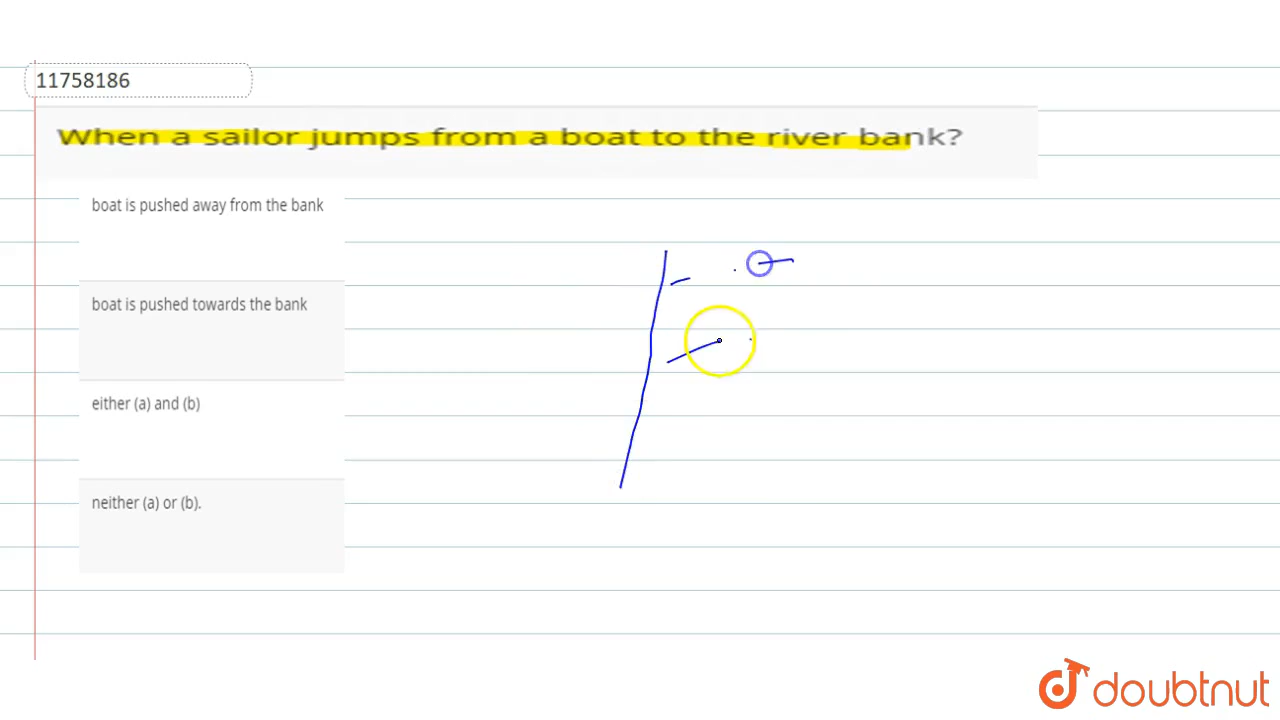 11758186
When a sailor jumps from a boat to the river bank?
boat is pushed away from the bank
boat is pushed towards the bank
either (a) and (b)
neither (a) or (b).
doubtnut